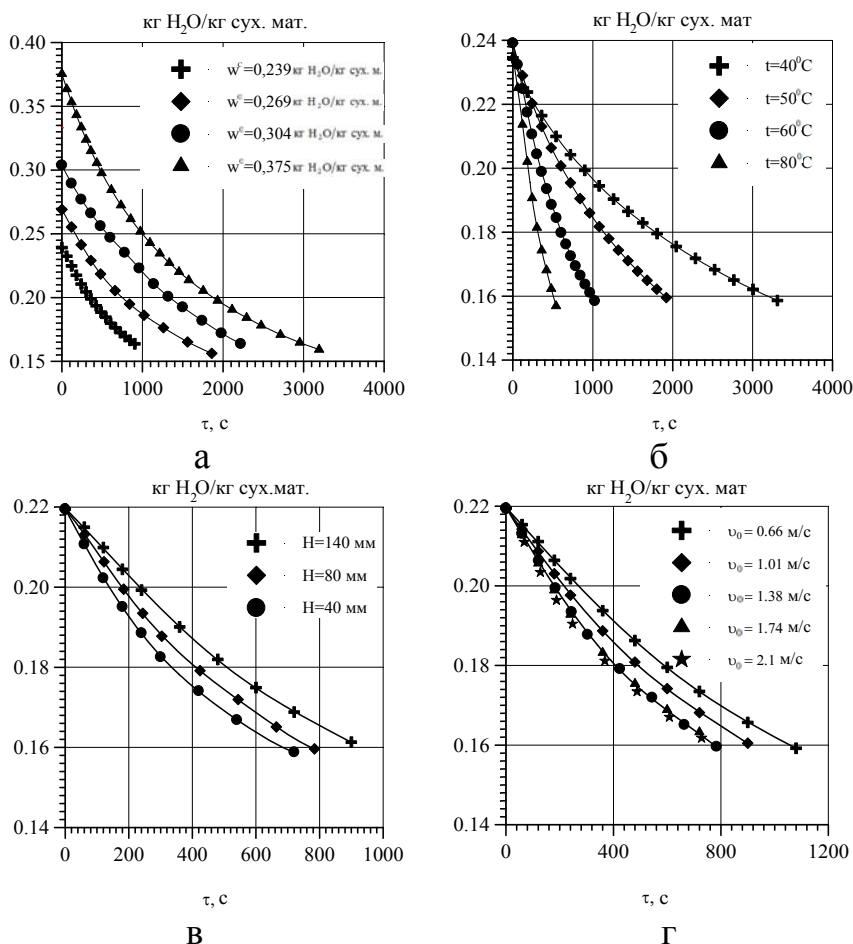 кг H₂O/кг сух. мат.
0.40
0.35
0.30
0.25
0.20
0.15
wᶜ=0,239 кг H₂O/кг сух. м.
wᶜ=0,269 кг H₂O/кг сух. м.
wᶜ=0,304 кг H₂O/кг сух. м.
wᶜ=0,375 кг H₂O/кг сух. м.
0 1000 2000 3000 4000
τ, с
а
кг H₂O/кг сух. мат
0.24
0.22
0.20
0.18
0.16
0.14
t=40⁰C
t=50⁰C
t=60⁰C
t=80⁰C
0 1000 2000 3000 4000
τ, с
б
кг H₂O/кг сух.мат.
0.22
0.20
0.18
0.16
0.14
H=140 мм
H=80 мм
H=40 мм
0 200 400 600 800 1000
τ, с
в
кг H₂O/кг сух. мат
0.22
0.20
0.18
0.16
0.14
υ₀ = 0.66 м/с
υ₀ = 1.01 м/с
υ₀ = 1.38 м/с
υ₀ = 1.74 м/с
υ₀ = 2.1 м/с
0 400 800 1200
τ, с
г